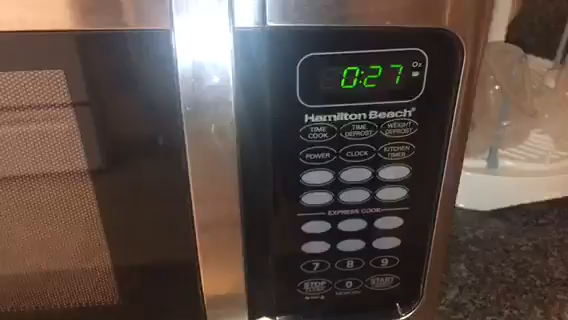 0:27
Oz
Hamilton Beach
TIME COOK TIME DEFROST WEIGHT DEFROST
POWER CLOCK KITCHEN TIMER
EXPRESS COOK
7 8 9
STOP 0 START